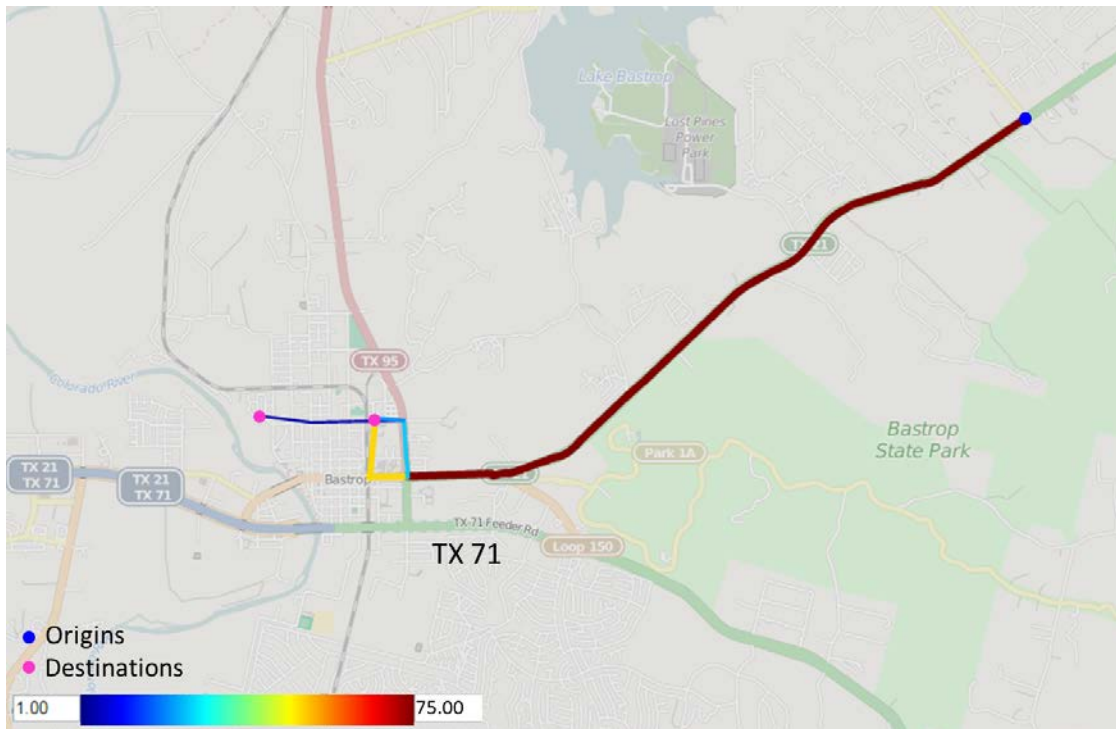 Lake Bastrop
Lost Pines
Power
Park
TX 21
TX 95
Colorado River
Bastrop
State Park
Park 1A
TX 21
TX 71
TX 21
TX 71
Bastrop
TX 71 Feeder Rd
Loop 150
TX 71
Origins
Destinations
1.00
75.00